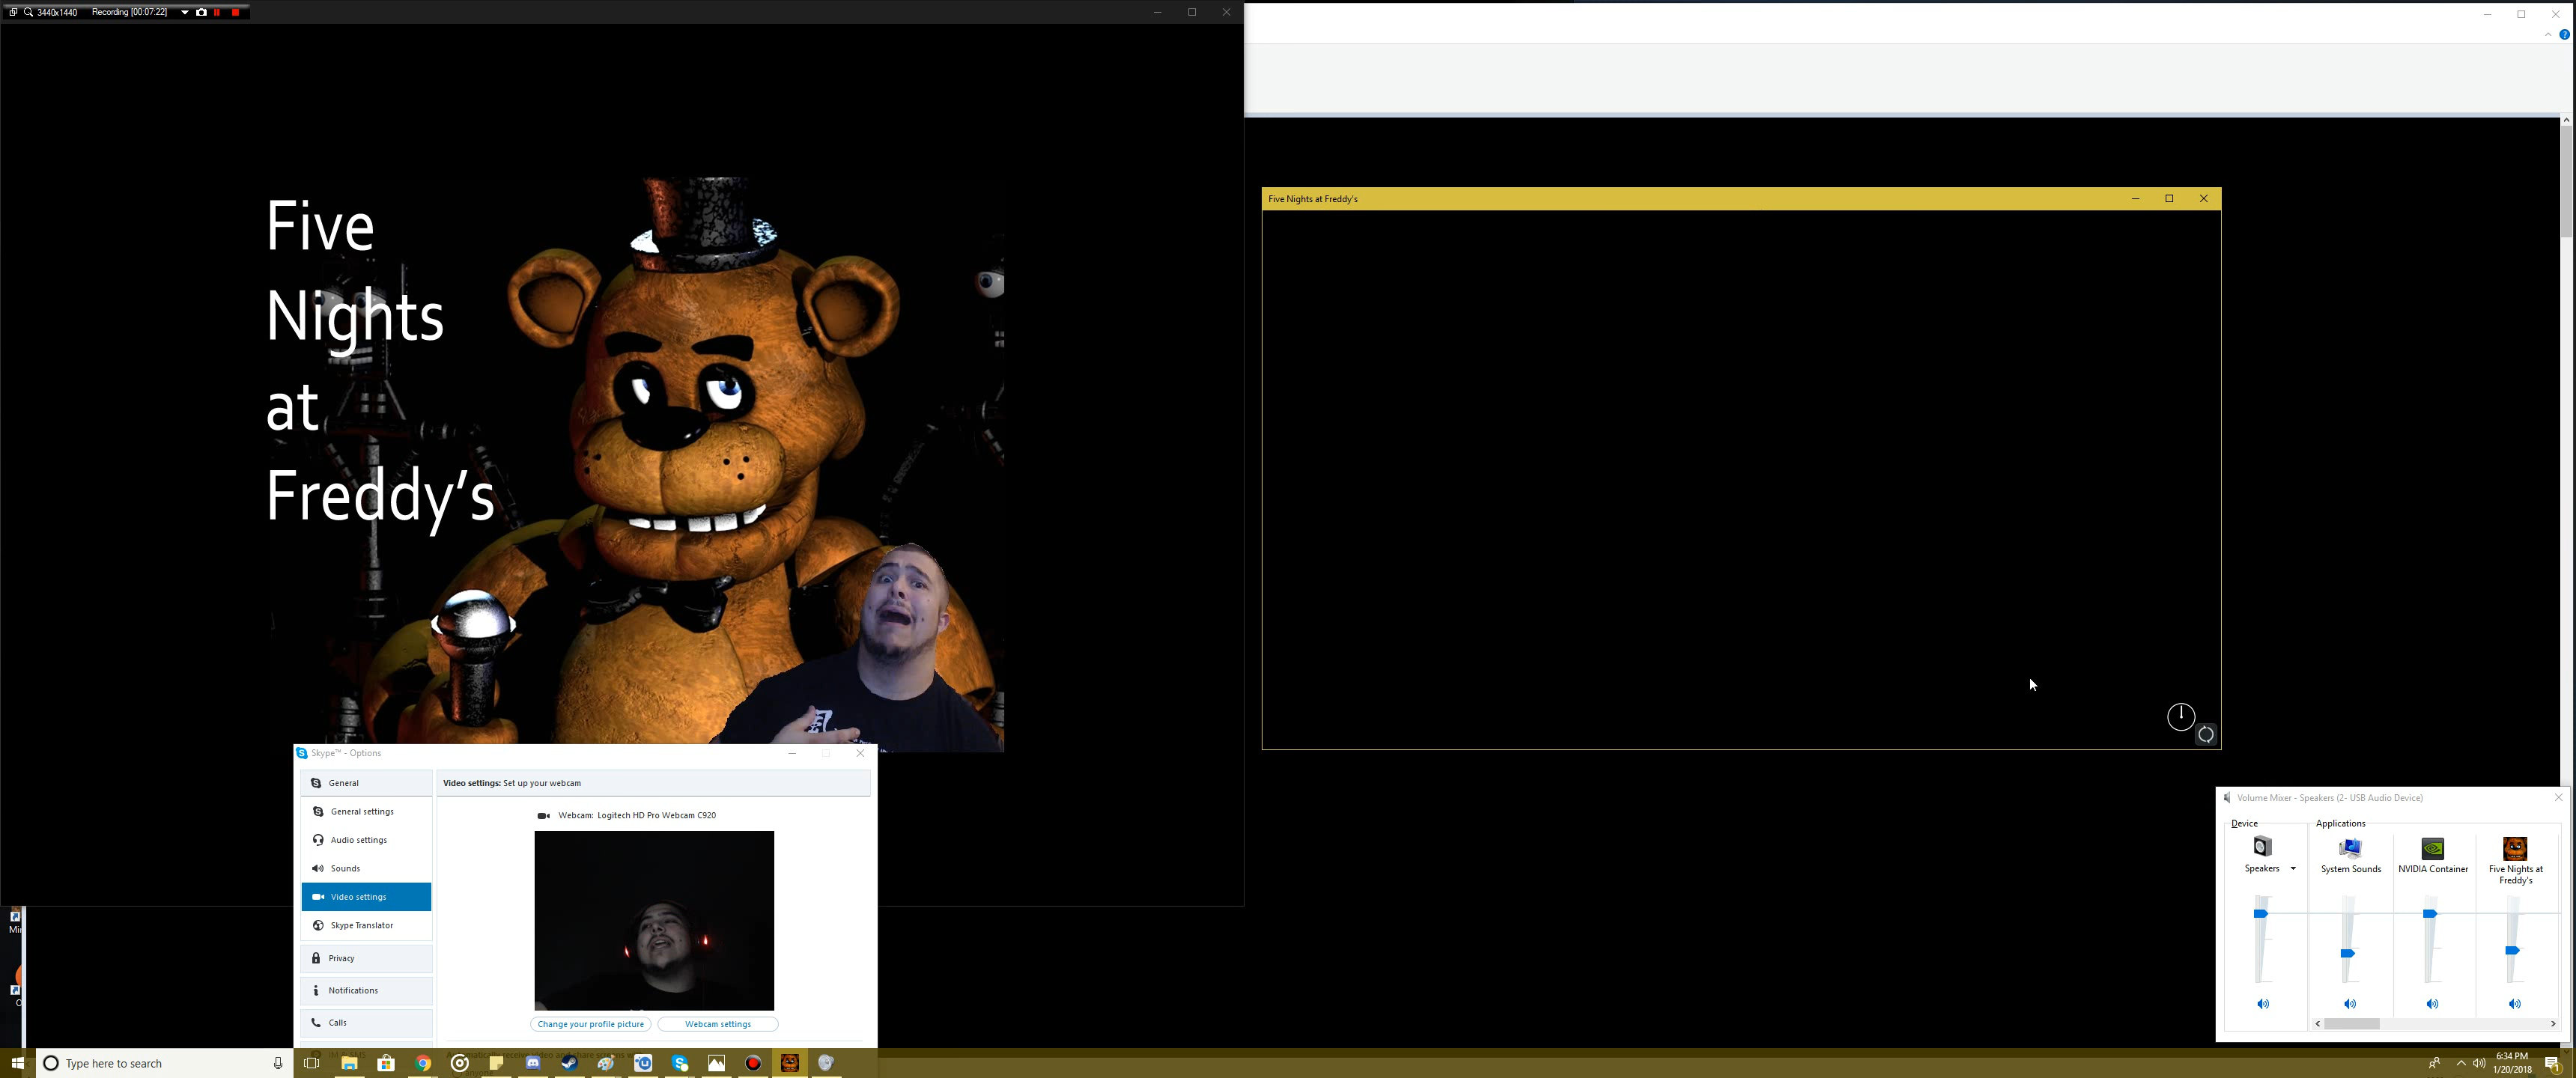 3440x1440 Recording [00:07:22]
Five
Nights
at
Freddy's
Five Nights at Freddy's
Skype™ - Options
General
General settings
Audio settings
Sounds
Video settings
Skype Translator
Privacy
Notifications
Calls
Video settings: Set up your webcam
Webcam: Logitech HD Pro Webcam C920
Change your profile picture
Webcam settings
Volume Mixer - Speakers (2- USB Audio Device)
Device
Applications
Speakers
System Sounds
NVIDIA Container
Five Nights at
Freddy's
Type here to search
6:34 PM
1/20/2018